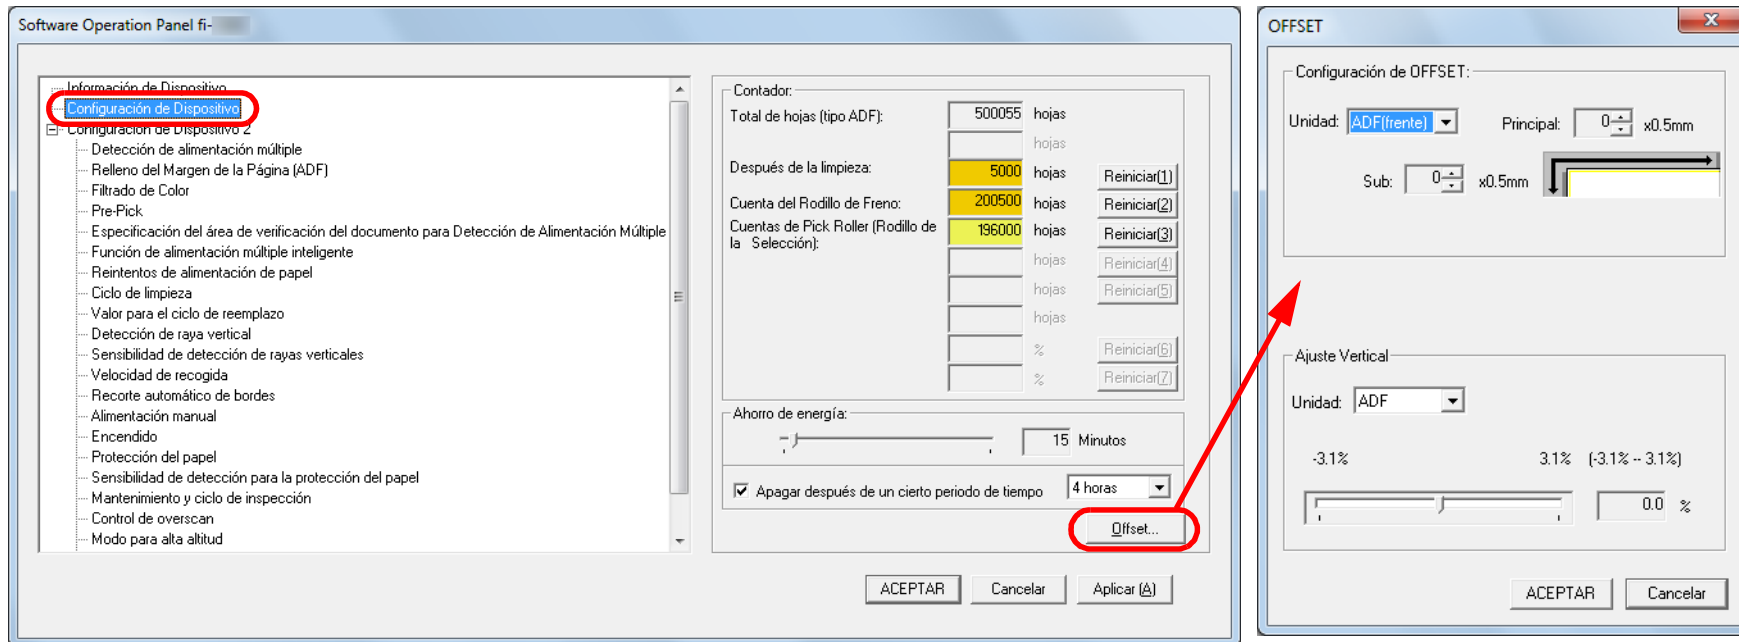 Software Operation Panel fi-
Información de Dispositivo
Configuración de Dispositivo
Configuración de Dispositivo 2
Detección de alimentación múltiple
Relleno del Margen de la Página (ADF)
Filtrado de Color
Pre-Pick
Especificación del área de verificación del documento para Detección de Alimentación Múltiple
Función de alimentación múltiple inteligente
Reintentos de alimentación de papel
Ciclo de limpieza
Valor para el ciclo de reemplazo
Detección de raya vertical
Sensibilidad de detección de rayas verticales
Velocidad de recogida
Recorte automático de bordes
Alimentación manual
Encendido
Protección del papel
Sensibilidad de detección para la protección del papel
Mantenimiento y ciclo de inspección
Control de overscan
Modo para alta altitud
Contador:
Total de hojas (tipo ADF): 500055 hojas
hojas
Después de la limpieza: 5000 hojas Reiniciar(1)
Cuenta del Rodillo de Freno: 200500 hojas Reiniciar(2)
Cuentas de Pick Roller (Rodillo de 196000 hojas Reiniciar(3)
la Selección):
hojas Reiniciar(4)
hojas Reiniciar(5)
hojas
% Reiniciar(6)
% Reiniciar(7)
Ahorro de energía:
15 Minutos
Apagar después de un cierto periodo de tiempo 4 horas
Offset...
ACEPTAR Cancelar Aplicar (A)
OFFSET
Configuración de OFFSET:
Unidad: ADF(frente) Principal: 0 x0.5mm
Sub: 0 x0.5mm
Ajuste Vertical
Unidad: ADF
-3.1% 3.1% (-3.1% -- 3.1%)
0.0 %
ACEPTAR Cancelar